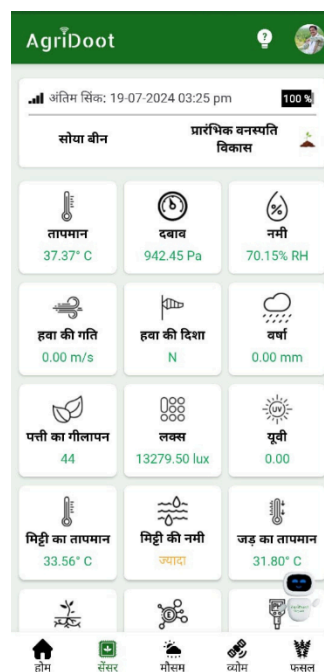 AgriDoot
अंतिम सिंक: 19-07-2024 03:25 pm 100 %
सोया बीन
प्रारंभिक वनस्पति
विकास
तापमान दबाव नमी
37.37° C 942.45 Pa 70.15% RH
हवा की गति हवा की दिशा वर्षा
0.00 m/s N 0.00 mm
पत्ती का गीलापन लक्स यूवी
44 13279.50 lux 0.00
मिट्टी का तापमान मिट्टी की नमी जड़ का तापमान
33.56° C ज्यादा 31.80° C
होम सेंसर मौसम व्योम फसल